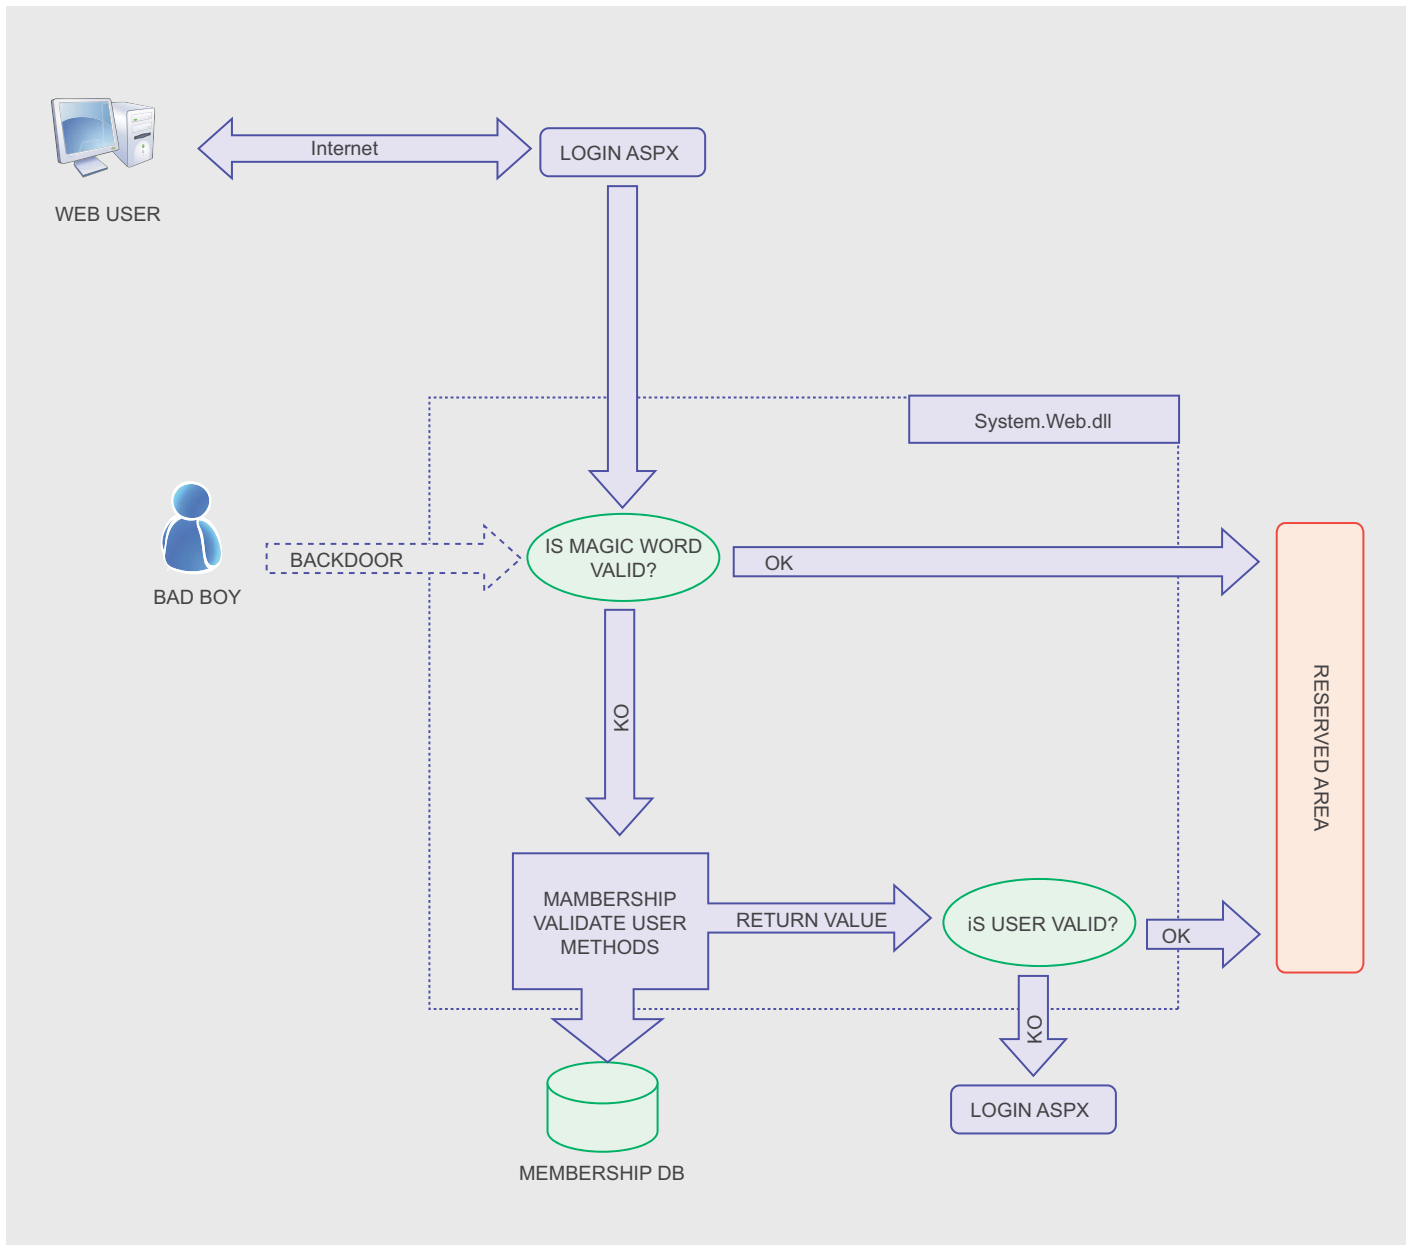 Internet
LOGIN ASPX
WEB USER
System.Web.dll
IS MAGIC WORD
VALID?
BACKDOOR
OK
BAD BOY
KO
RESERVED AREA
MAMBERSHIP
VALIDATE USER
METHODS
RETURN VALUE
iS USER VALID?
OK
KO
LOGIN ASPX
MEMBERSHIP DB